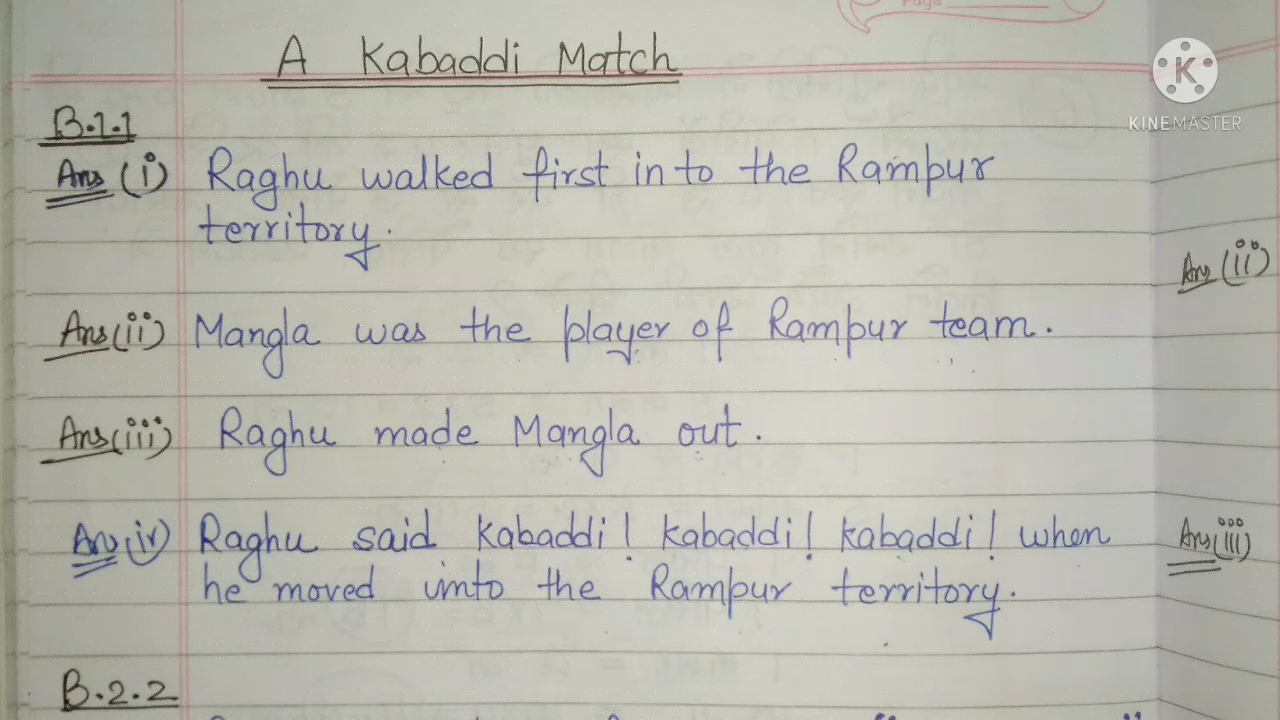 Page
A Kabaddi Match
KINEMASTER
B.1.1
Ans (i) Raghu walked first in to the Rampur
territory.
Ans (ii)
Ans (ii) Mangla was the player of Rampur team.
Ans (iii) Raghu made Mangla out.
Ans (iv) Raghu said kabaddi! kabaddi! kabaddi! when
he moved into the Rampur territory.
Ans (iii)
B.2.2